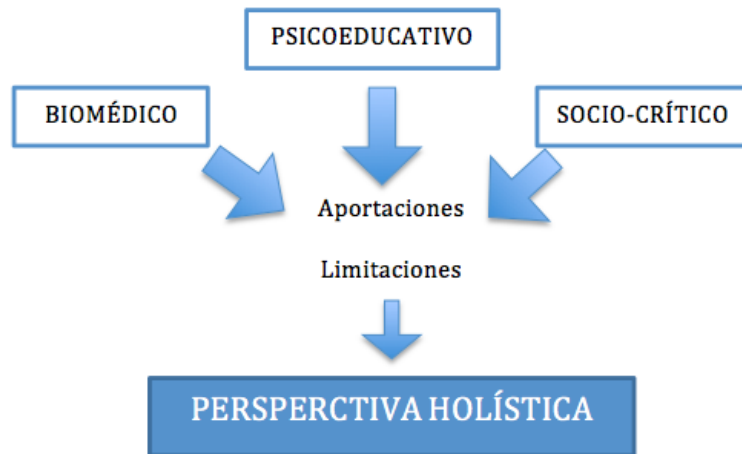 PSICOEDUCATIVO
BIOMÉDICO
SOCIO-CRÍTICO
Aportaciones
Limitaciones
PERSPERCTIVA HOLÍSTICA